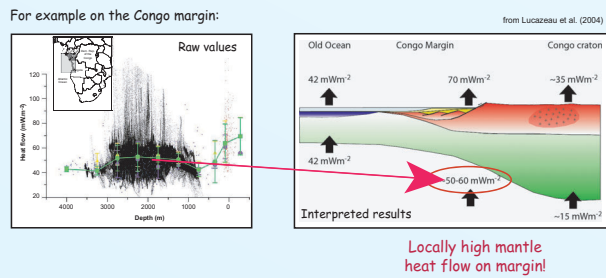 For example on the Congo margin:
from Lucazeau et al. (2004)
Raw values
120
100
80
60
40
20
Heat flow (mW.m-2)
4000 3000 2000 1000 0
Depth (m)
Old Ocean Congo Margin Congo craton
42 mWm-2 70 mWm-2 ~35 mWm-2
42 mWm-2
~50-60 mWm-2
Interpreted results
~15 mWm-2
Locally high mantle
heat flow on margin!